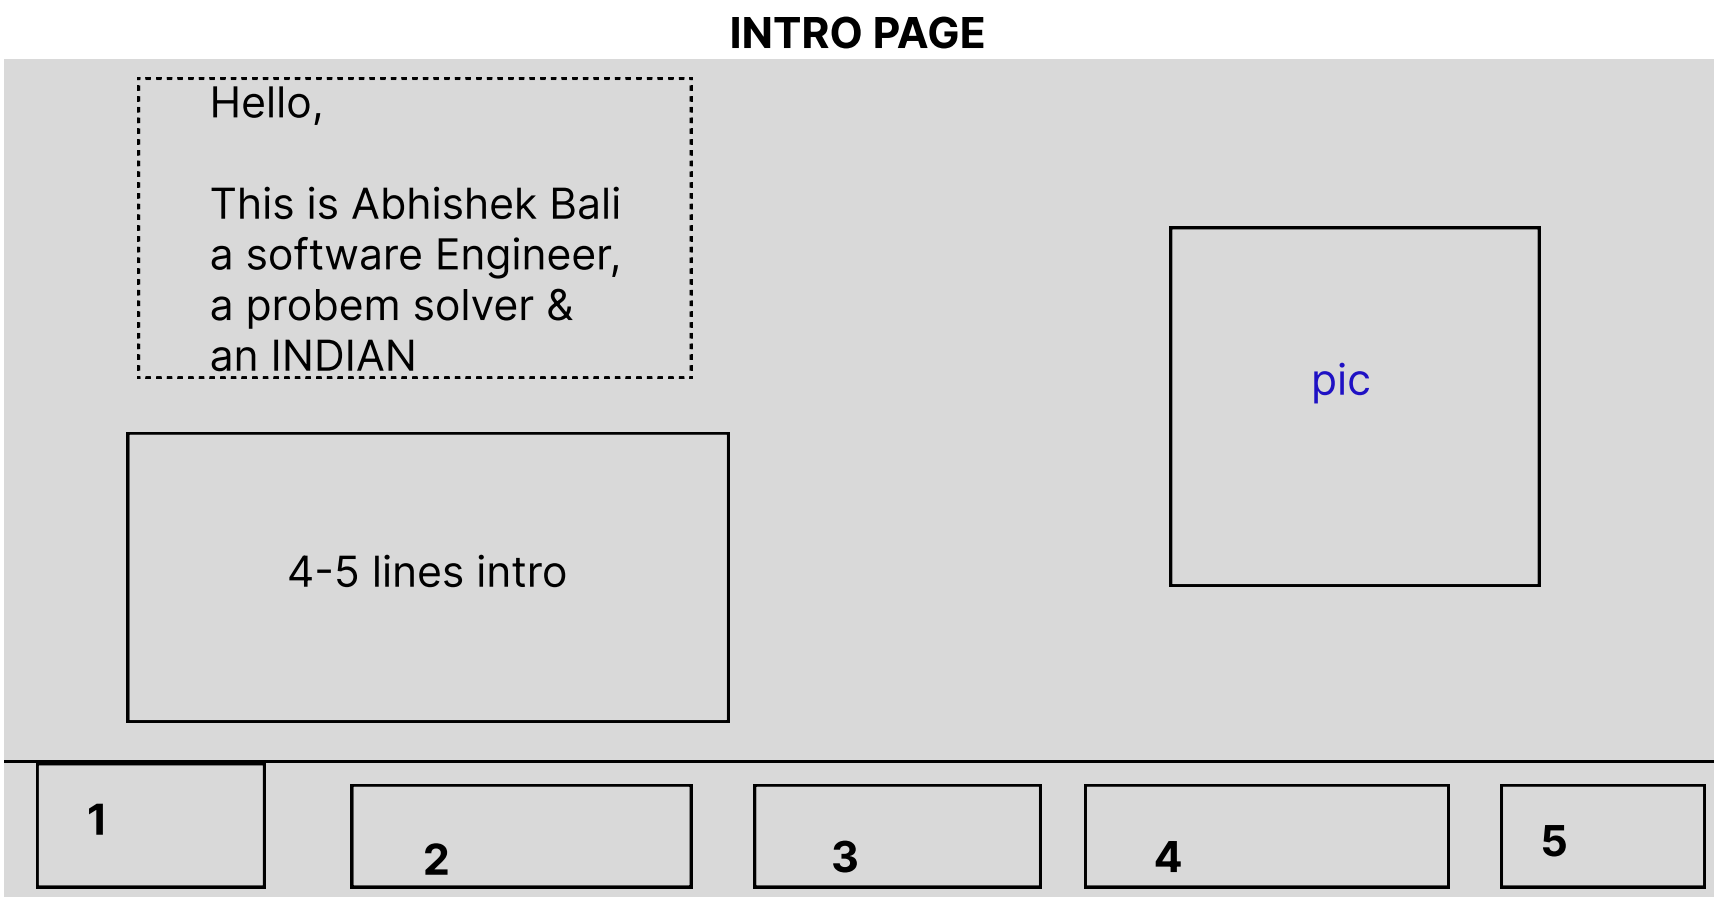 INTRO PAGE
Hello,
This is Abhishek Bali
a software Engineer,
a probem solver &
an INDIAN
pic
4-5 lines intro
1
2
3
4
5